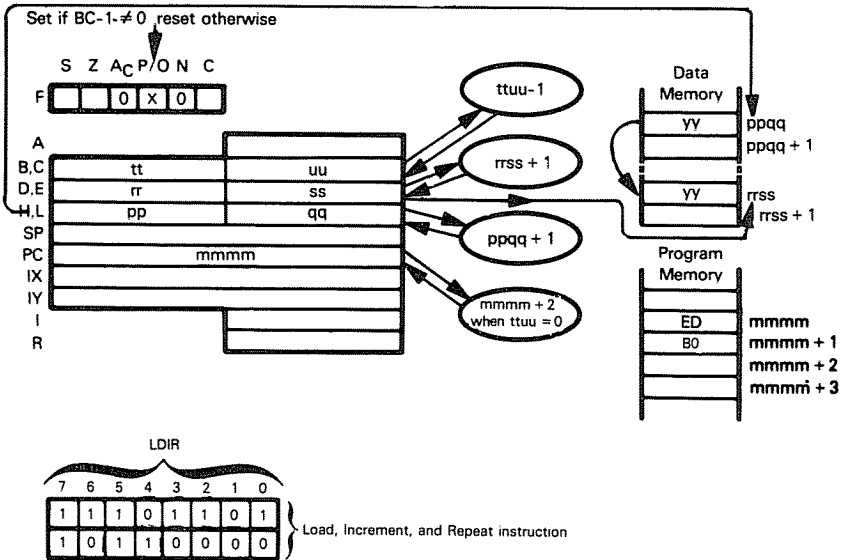 Set if BC-1-≠0 reset otherwise
S Z AC P/O N C
F 0 X 0
A
B,C tt uu
D,E rr ss
H,L pp qq
SP
PC mmmm
IX
IY
I
R
ttuu-1
rrss + 1
ppqq + 1
mmmm + 2
when ttuu = 0
Data
Memory
yy ppqq
ppqq + 1
yy rrss
rrss + 1
Program
Memory
ED mmmm
B0 mmmm + 1
mmmm + 2
mmmm + 3
LDIR
7 6 5 4 3 2 1 0
1 1 1 0 1 1 0 1
1 0 1 1 0 0 0 0
Load, Increment, and Repeat instruction